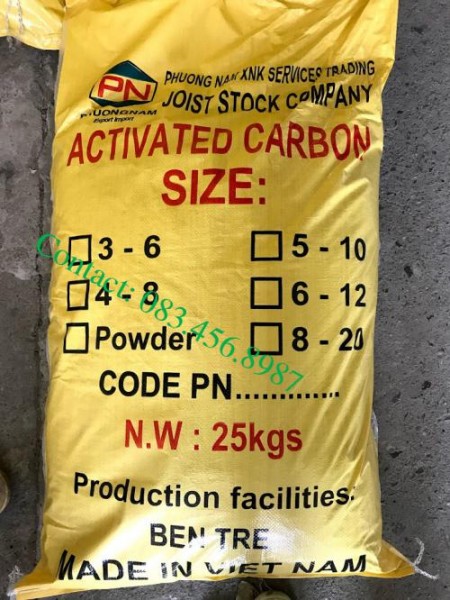 PHUONG NAM XNK SERVICES TRADING
JOIST STOCK COMPANY
PN
PHUONGNAM
Export Import
ACTIVATED CARBON
SIZE:
3 - 6
5 - 10
4 - 8
6 - 12
Powder
8 - 20
CODE PN.............
N.W : 25kgs
Production facilities:
BEN TRE
MADE IN VIET NAM
Contact: 083.456.8987